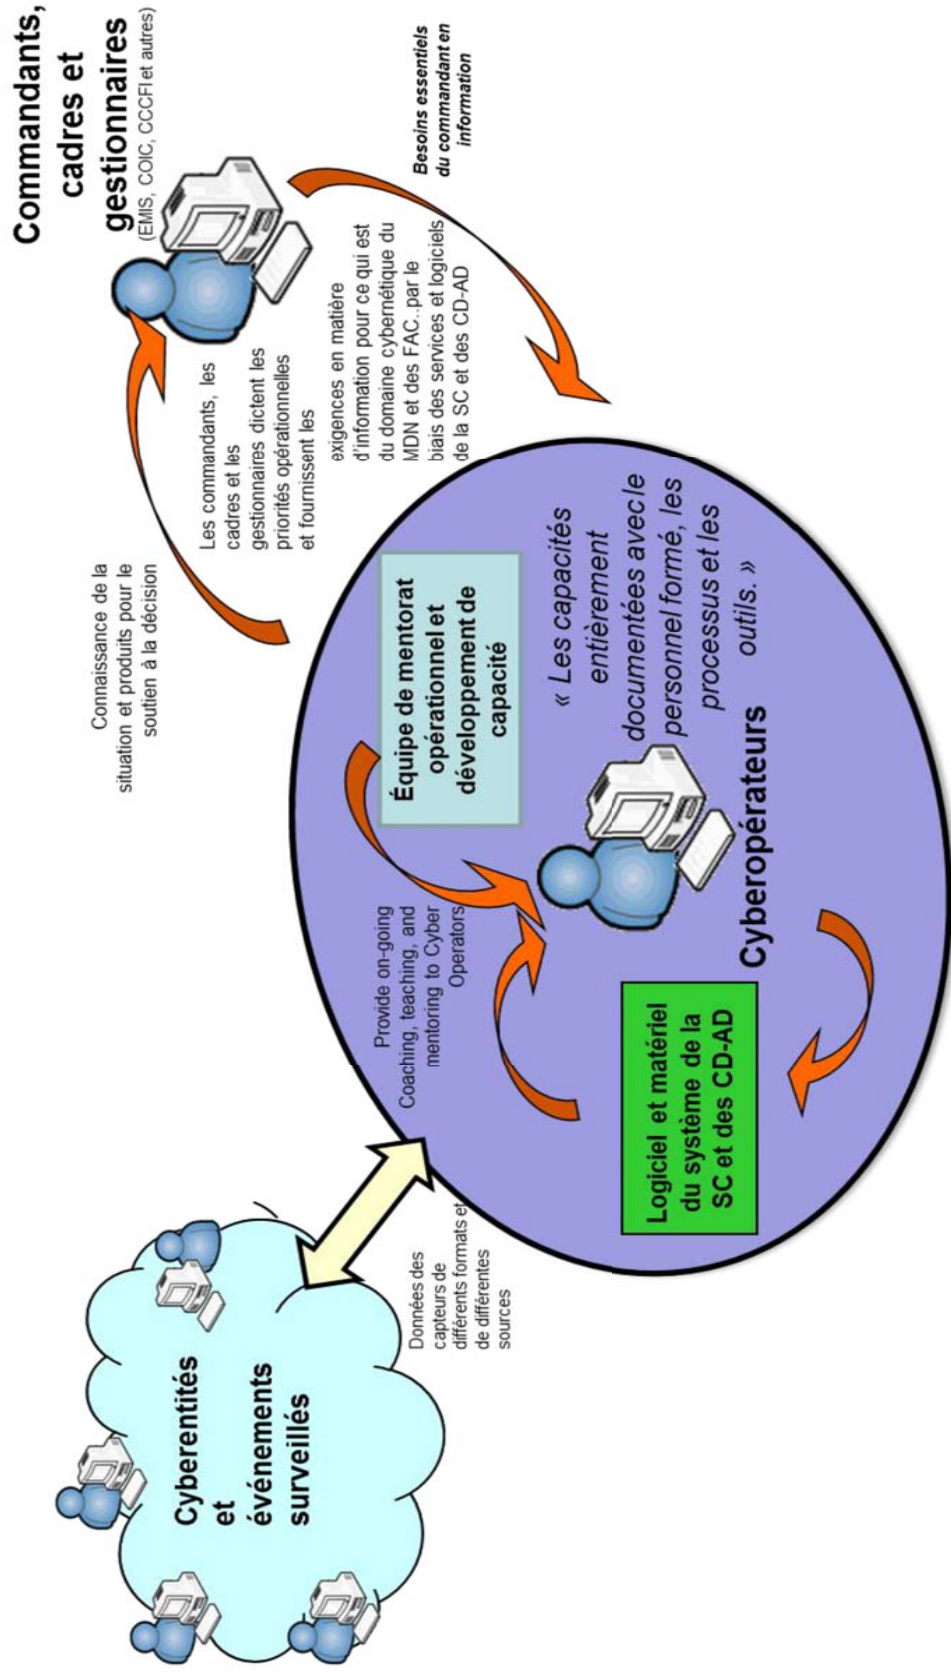 Commandants,
cadres et
gestionnaires
(EMIS, COIC, CCCFI et autres)
Connaissance de la
situation et produits pour le
soutien à la décision
Les commandants, les
cadres et les
gestionnaires dictent les
priorités opérationnelles
et fournissent les
exigences en matière
d'information pour ce qui est
du domaine cybernétique du
MDN et des FAC..par le
biais des services et logiciels
de la SC et des CD-AD
Besoins essentiels
du commandant en
information
Cyberentités
et
événements
surveillés
Données des
capteurs de
différents formats et
de différentes
sources
Provide on-going
Coaching, teaching, and
mentoring to Cyber
Operators
Équipe de mentorat
opérationnel et
développement de
capacité
« Les capacités
entièrement
documentées avec le
personnel formé, les
processus et les
outils. »
Cyberopérateurs
Logiciel et matériel
du système de la
SC et des CD-AD